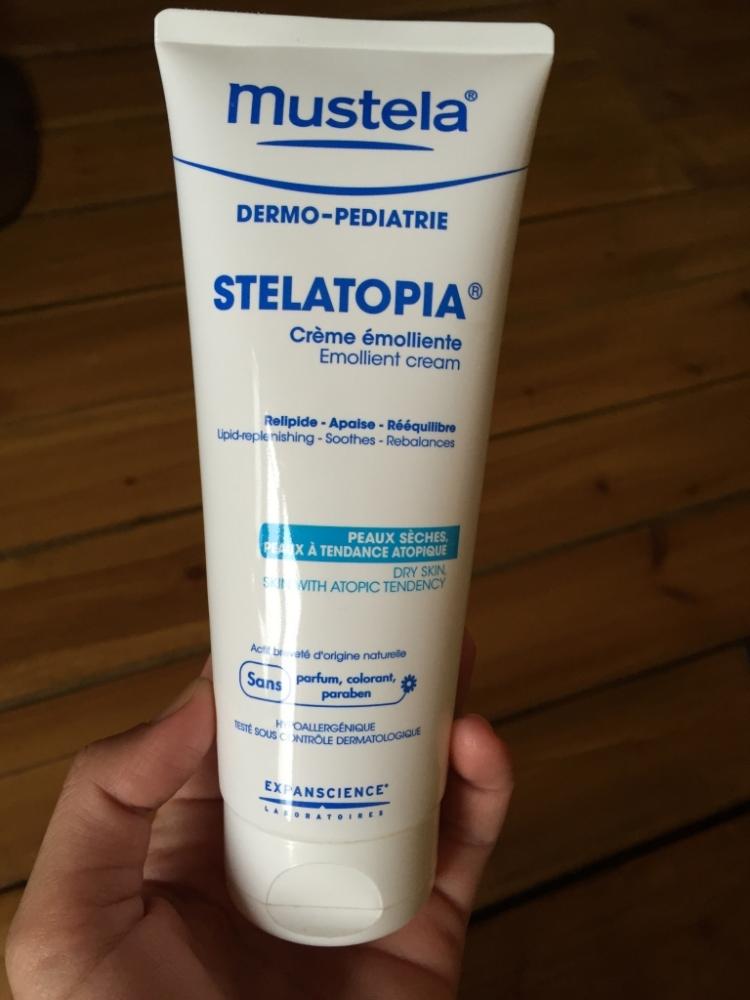 mustela®
DERMO-PEDIATRIE
STELATOPIA®
Crème émolliente
Emollient cream
Relipide - Apaise - Rééquilibre
Lipid-replenishing - Soothes - Rebalances
PEAUX SÈCHES,
PEAUX À TENDANCE ATOPIQUE
DRY SKIN,
SKIN WITH ATOPIC TENDENCY
Actif breveté d'origine naturelle
Sans parfum, colorant,
paraben
HYPOALLERGÉNIQUE
TESTÉ SOUS CONTRÔLE DERMATOLOGIQUE
EXPANSCIENCE®
LABORATOIRES